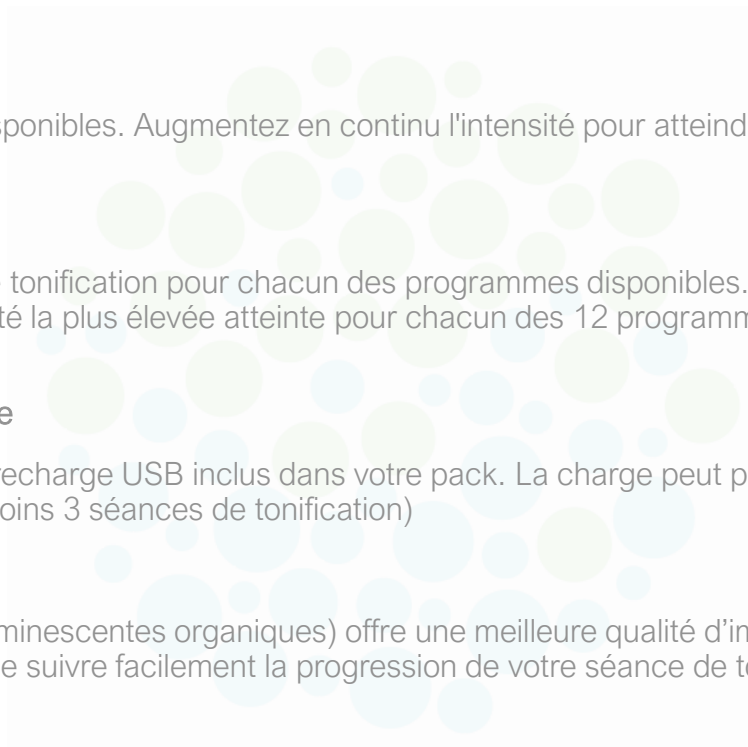 sponibles. Augmentez en continu l'intensité pour atteind
tonification pour chacun des programmes disponibles.
té la plus élevée atteinte pour chacun des 12 programm
e
recharge USB inclus dans votre pack. La charge peut p
oins 3 séances de tonification)
minescentes organiques) offre une meilleure qualité d’im
e suivre facilement la progression de votre séance de to